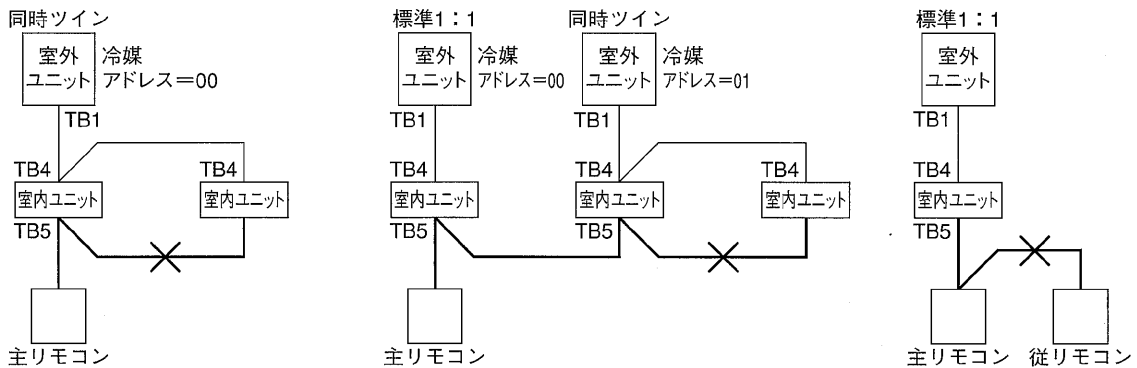 同時ツイン
室外
ユニット
冷媒
アドレス=00
TB1
TB4
TB4
室内ユニット
室内ユニット
TB5
主リモコン
標準1:1
室外
ユニット
冷媒
アドレス=00
TB1
TB4
室内ユニット
TB5
主リモコン
同時ツイン
室外
ユニット
冷媒
アドレス=01
TB1
TB4
TB4
室内ユニット
室内ユニット
TB5
標準1:1
室外
ユニット
TB1
TB4
室内ユニット
TB5
主リモコン
従リモコン